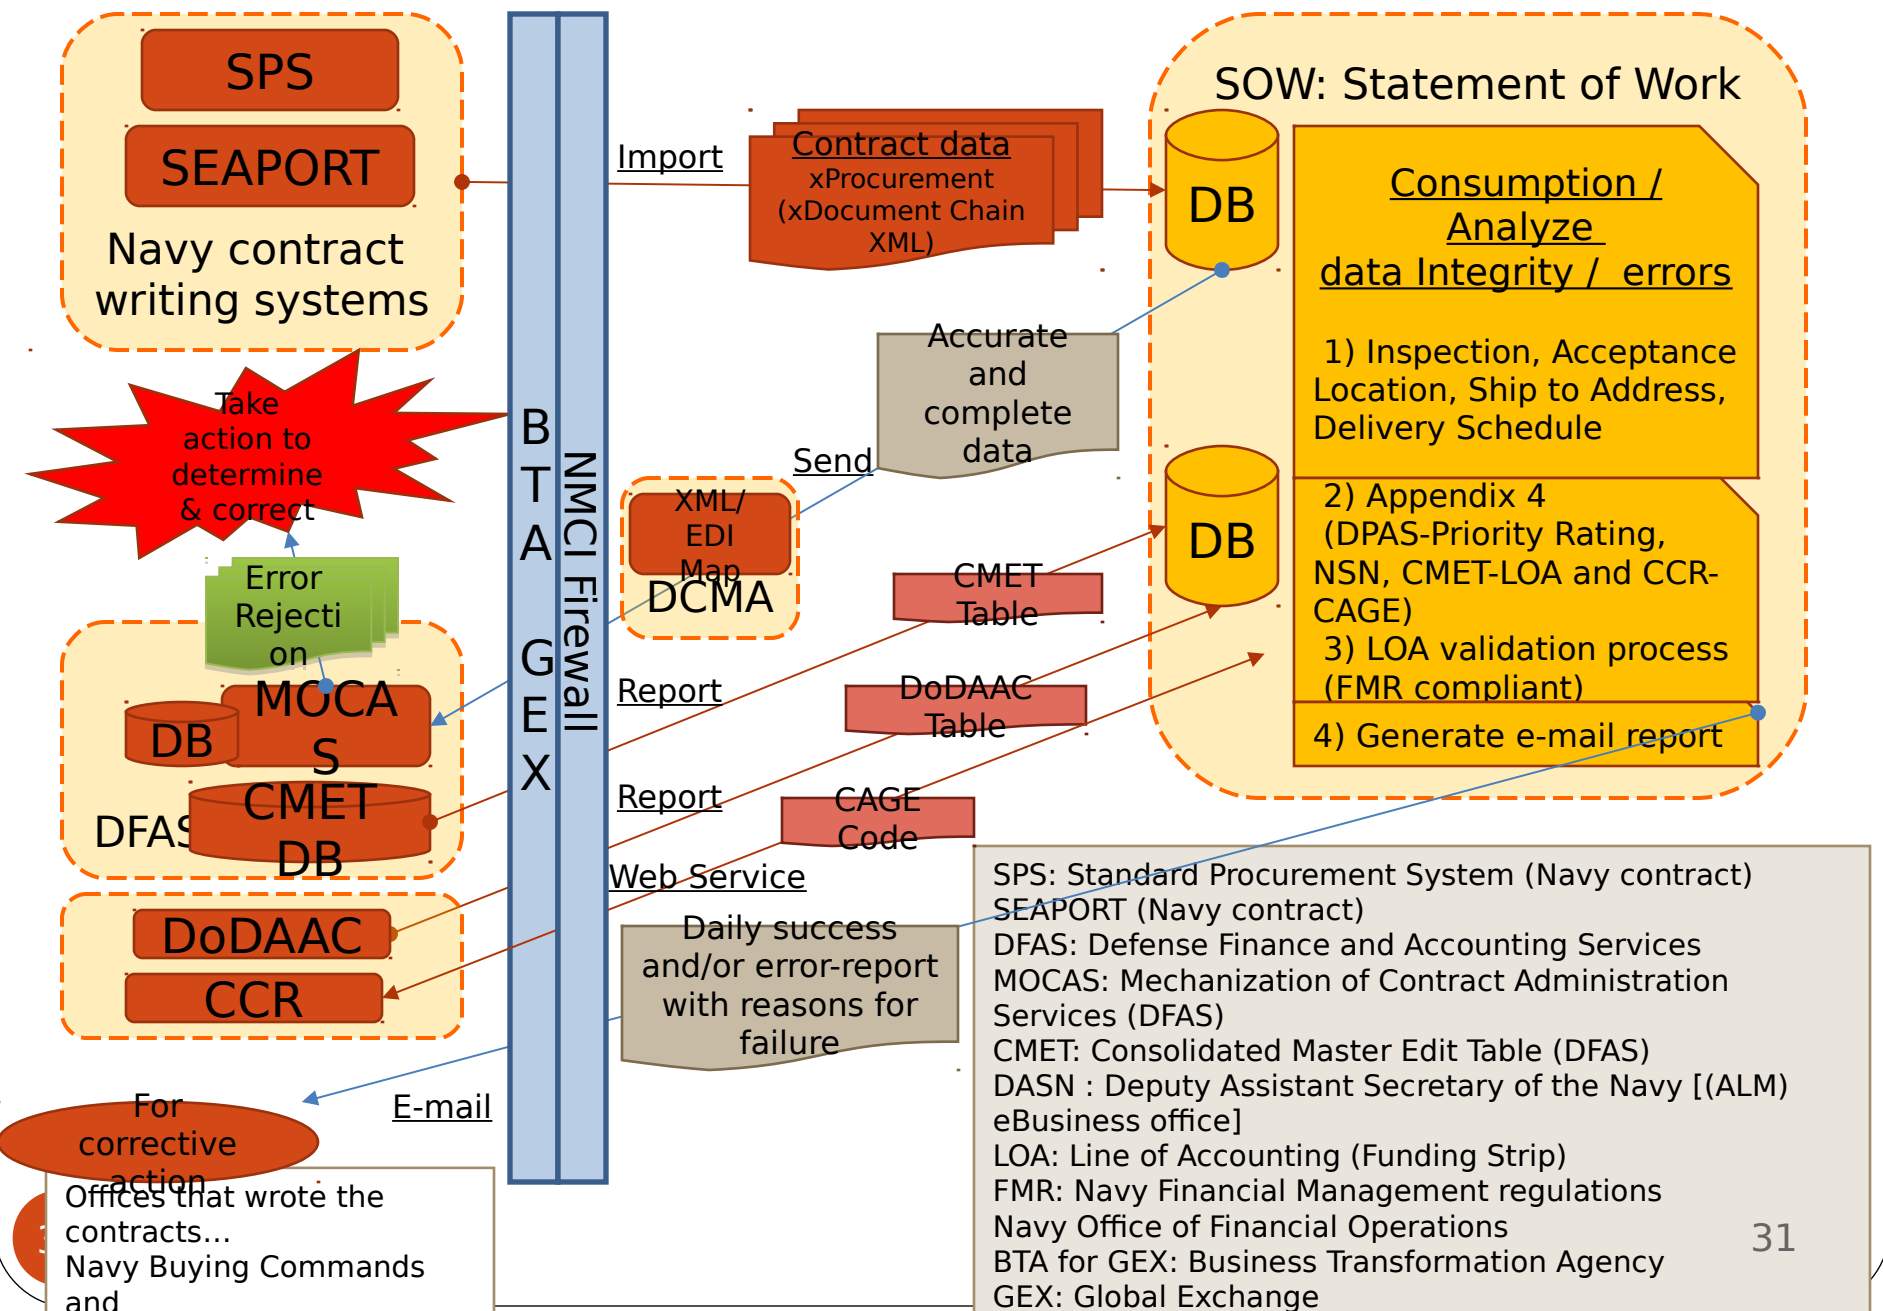 SPS
SEAPORT
Navy contract
writing systems
Import
Contract data
xProcurement
(xDocument Chain
XML)
SOW: Statement of Work
DB
Consumption /
Analyze
data Integrity / errors
1) Inspection, Acceptance
Location, Ship to Address,
Delivery Schedule
2) Appendix 4
(DPAS-Priority Rating,
NSN, CMET-LOA and CCR-
CAGE)
3) LOA validation process
(FMR compliant)
4) Generate e-mail report
DB
Accurate
and
complete
data
Send
XML/
EDI
Map
DCMA
B
T
A
G
E
X
NMCI Firewall
Take
action to
determine
& correct
Error
Rejecti
on
MOCA
S
DB
CMET
DB
DFAS
DoDAAC
CCR
CMET
Table
Report
DoDAAC
Table
Report
CAGE
Code
Web Service
Daily success
and/or error-report
with reasons for
failure
E-mail
For
corrective
action
Offices that wrote the
contracts...
Navy Buying Commands
and
SPS: Standard Procurement System (Navy contract)
SEAPORT (Navy contract)
DFAS: Defense Finance and Accounting Services
MOCAS: Mechanization of Contract Administration
Services (DFAS)
CMET: Consolidated Master Edit Table (DFAS)
DASN : Deputy Assistant Secretary of the Navy [(ALM)
eBusiness office]
LOA: Line of Accounting (Funding Strip)
FMR: Navy Financial Management regulations
Navy Office of Financial Operations
BTA for GEX: Business Transformation Agency
GEX: Global Exchange
31